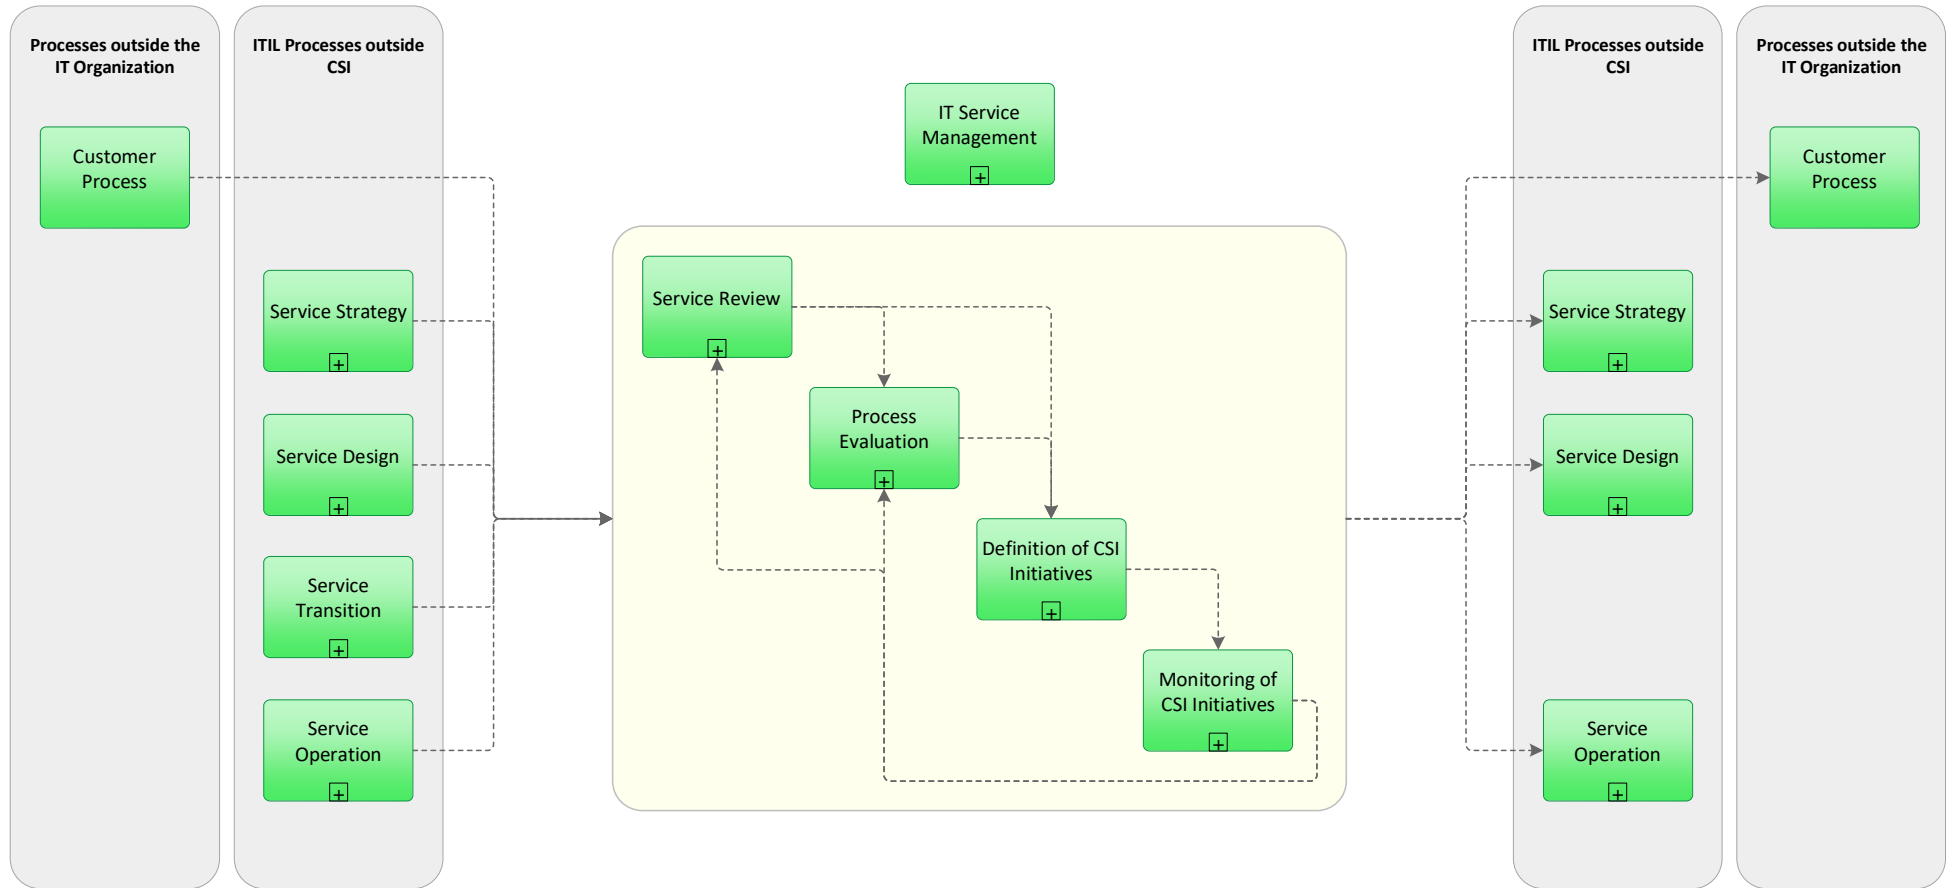 Processes outside the
IT Organization
ITIL Processes outside
CSI
ITIL Processes outside
CSI
Processes outside the
IT Organization
Customer
Process
Service Strategy
Service Design
Service
Transition
Service
Operation
IT Service
Management
Service Review
Process
Evaluation
Definition of CSI
Initiatives
Monitoring of
CSI Initiatives
Service Strategy
Service Design
Service
Operation
Customer
Process